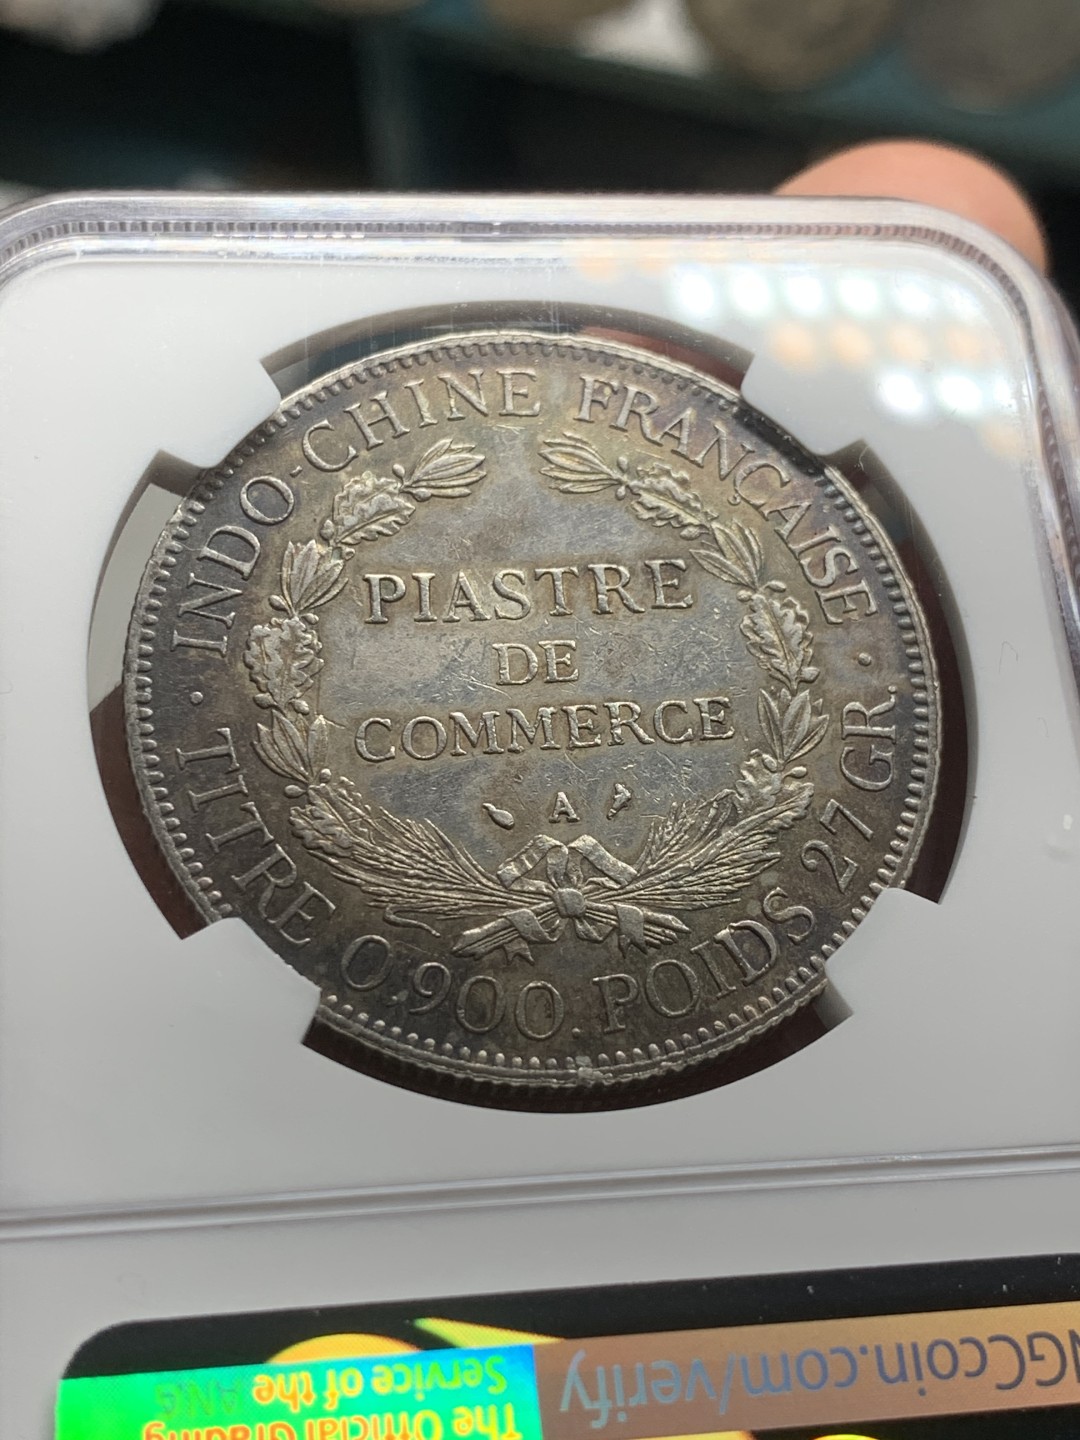 · INDO-CHINE FRANÇAISE ·
PIASTRE
DE
COMMERCE
A
TITRE 0.900. POIDS 27 GR.
NGCcoin.com/verify
The Official Grading
Service of the ANA